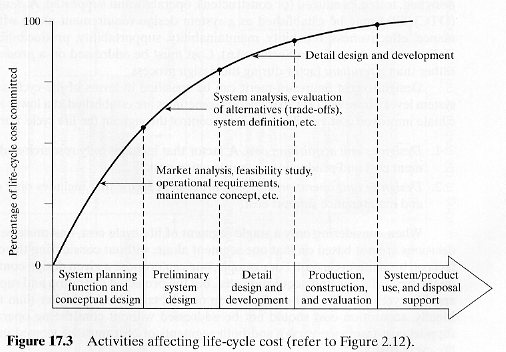 100
Detail design and development
System analysis, evaluation
of alternatives (trade-offs),
system definition, etc.
Market analysis, feasibility study,
operational requirements,
maintenance concept, etc.
Percentage of life-cycle cost committed
0
System planning
function and
conceptual design
Preliminary
system
design
Detail
design and
development
Production,
construction,
and evaluation
System/product
use, and disposal
support
Figure 17.3 Activities affecting life-cycle cost (refer to Figure 2.12).